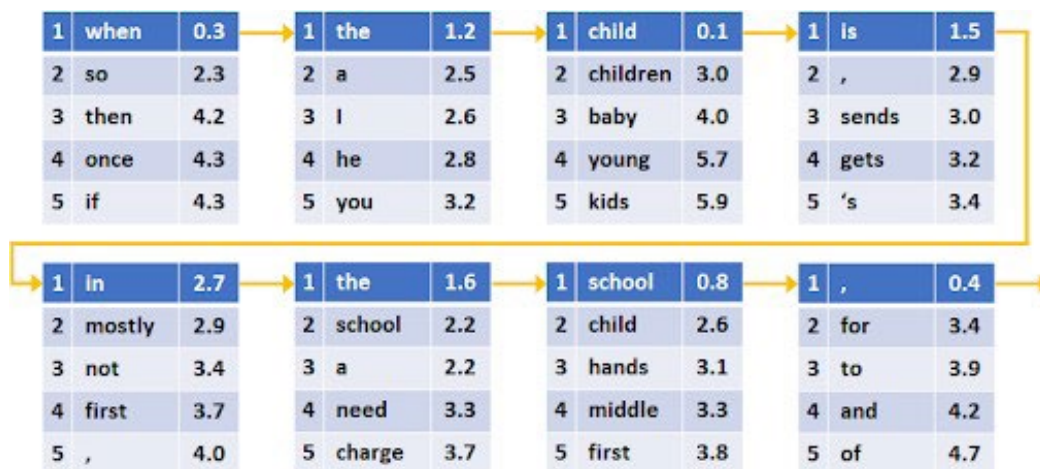 1 when 0.3 1 the 1.2 1 child 0.1 1 is 1.5
2 so 2.3 2 a 2.5 2 children 3.0 2 , 2.9
3 then 4.2 3 I 2.6 3 baby 4.0 3 sends 3.0
4 once 4.3 4 he 2.8 4 young 5.7 4 gets 3.2
5 if 4.3 5 you 3.2 5 kids 5.9 5 ‘s 3.4
1 in 2.7 1 the 1.6 1 school 0.8 1 , 0.4
2 mostly 2.9 2 school 2.2 2 child 2.6 2 for 3.4
3 not 3.4 3 a 2.2 3 hands 3.1 3 to 3.9
4 first 3.7 4 need 3.3 4 middle 3.3 4 and 4.2
5 , 4.0 5 charge 3.7 5 first 3.8 5 of 4.7